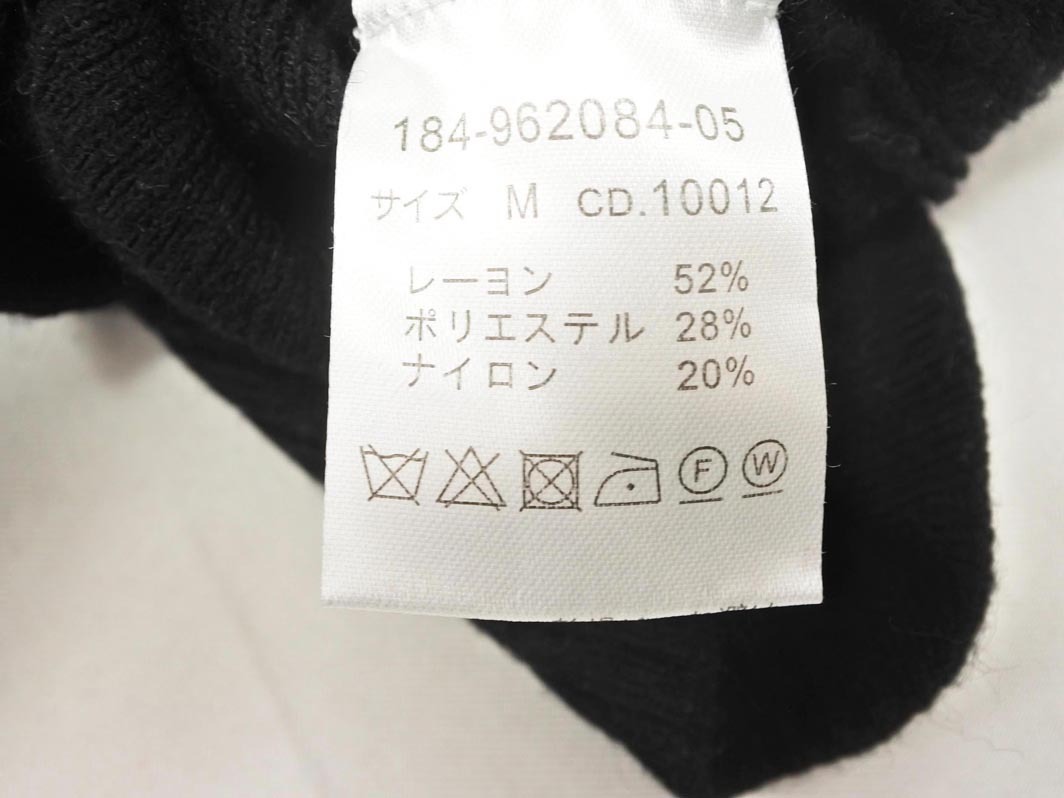 184-962084-05
サイズ M CD.10012
レーヨン 52%
ポリエステル 28%
ナイロン 20%
F W